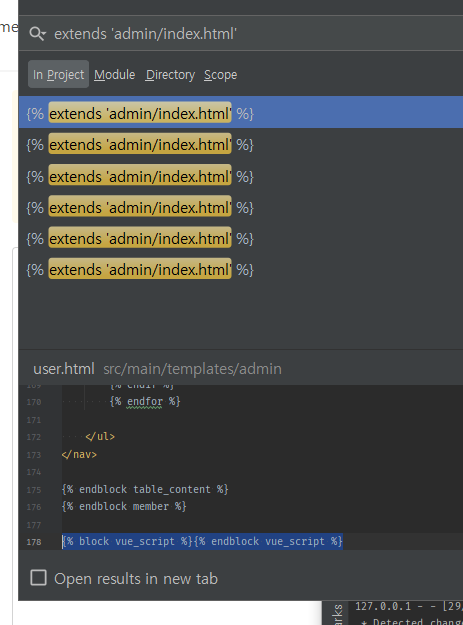 me
extends 'admin/index.html'
In Project Module Directory Scope
{% extends 'admin/index.html' %}
{% extends 'admin/index.html' %}
{% extends 'admin/index.html' %}
{% extends 'admin/index.html' %}
{% extends 'admin/index.html' %}
{% extends 'admin/index.html' %}
user.html src/main/templates/admin
169 {% endif %}
170 {% endfor %}
171
172 </ul>
173 </nav>
174
175 {% endblock table_content %}
176 {% endblock member %}
177
178 {% block vue_script %}{% endblock vue_script %}
Open results in new tab
127.0.0.1 - - [29/
* Detected change
arks